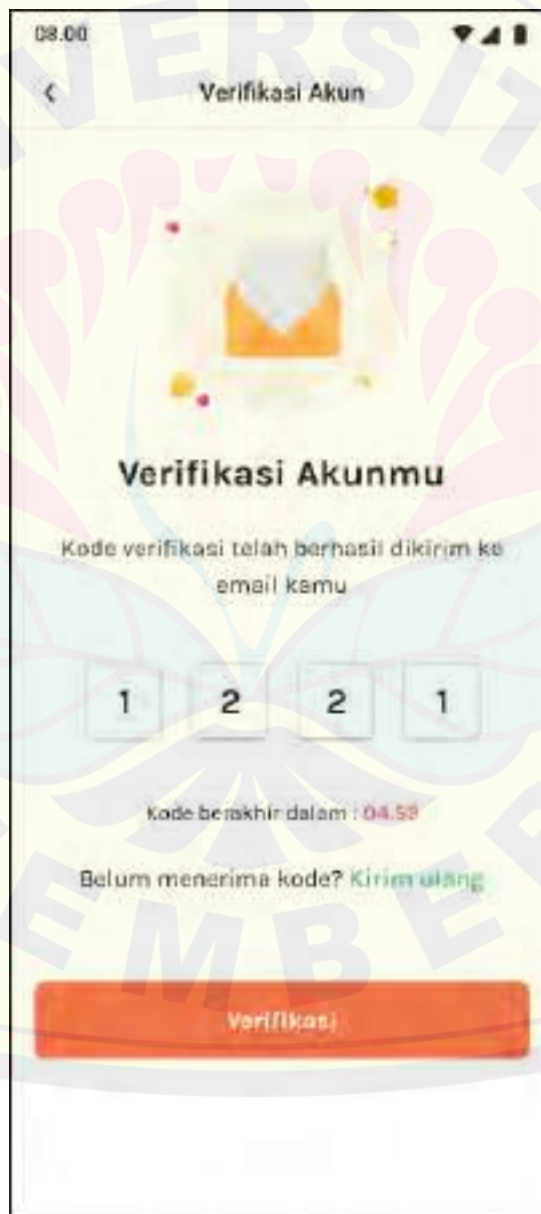 08.00
Verifikasi Akun
Verifikasi Akunmu
Kode verifikasi telah berhasil dikirim ke
email kamu
1 2 2 1
Kode berakhir dalam : 04.59
Belum menerima kode? Kirim ulang
Verifikasi